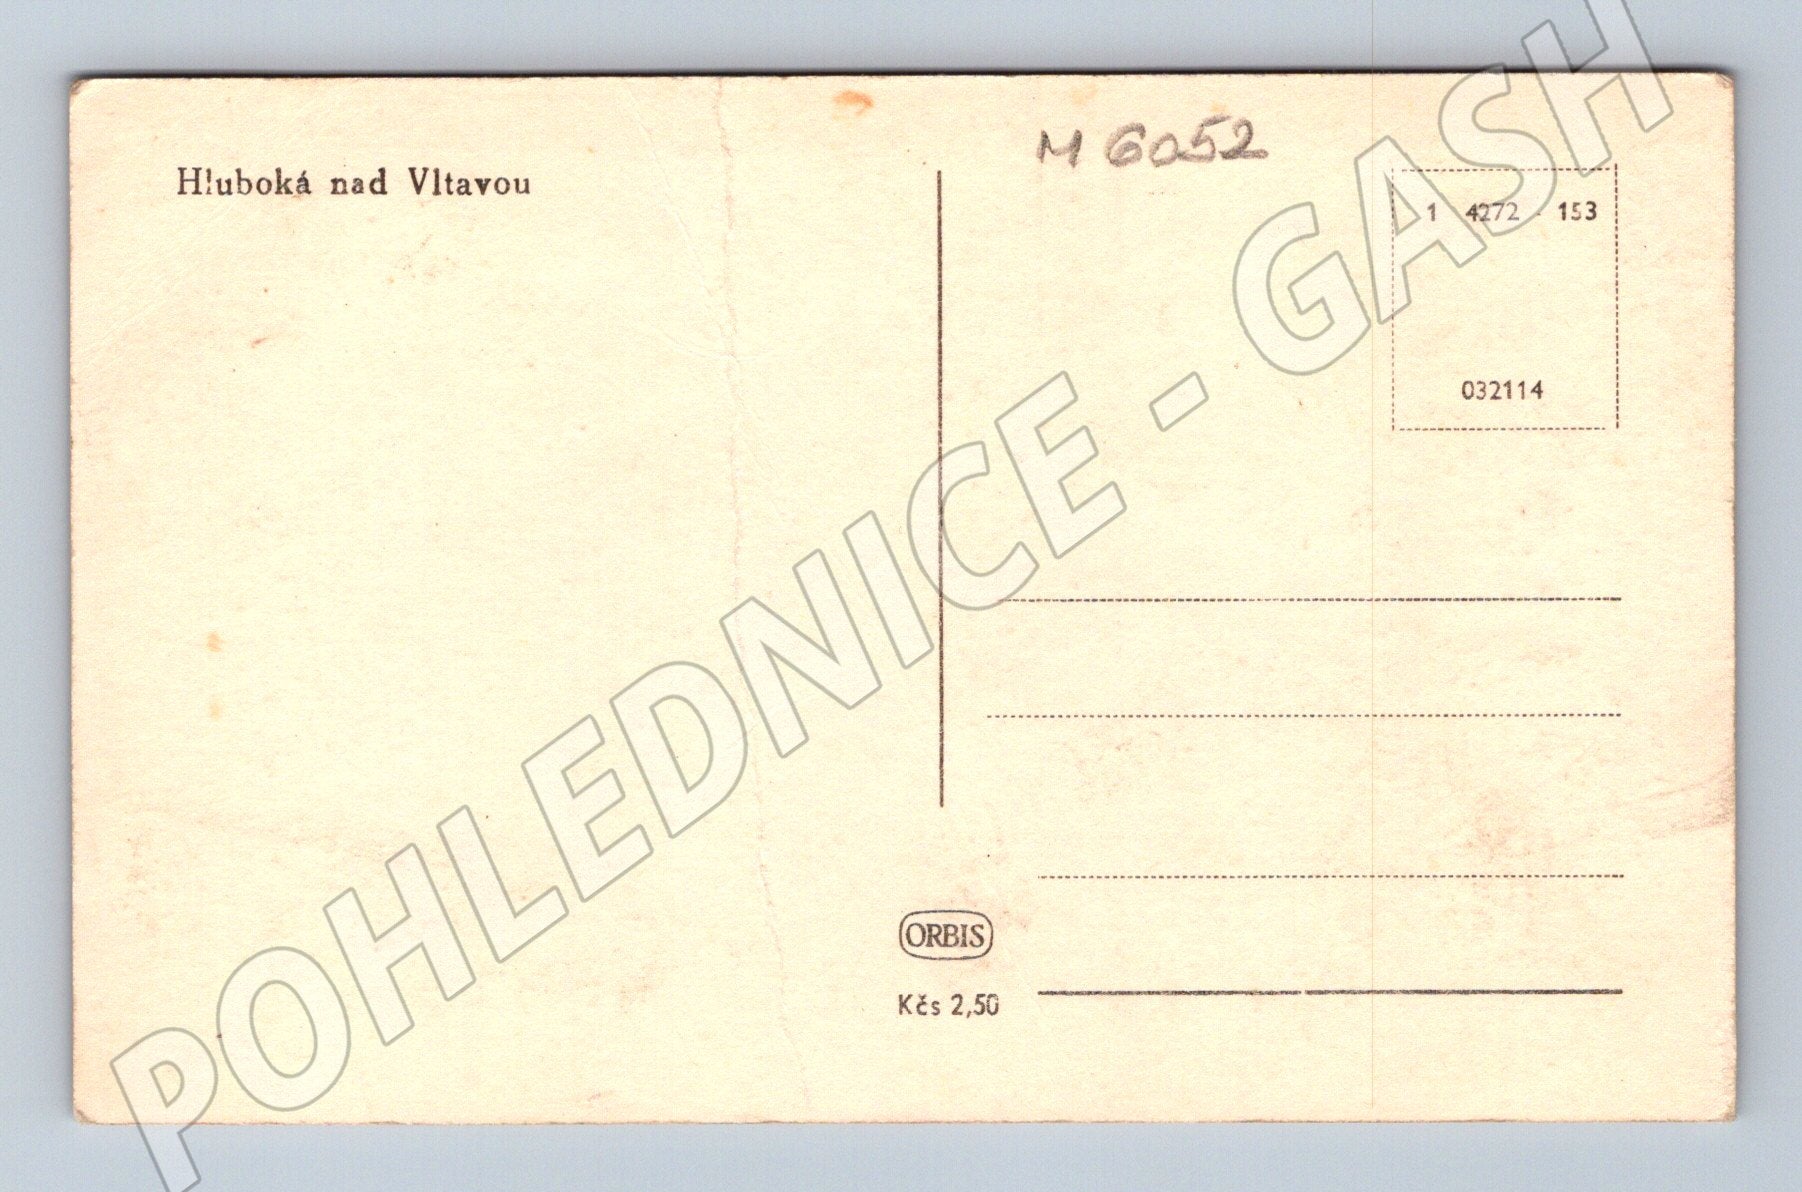 M 6052
Hluboká nad Vltavou
1 4272 - 153
032114
ORBIS
Kčs 2,50
POHLEDNICE - GASH